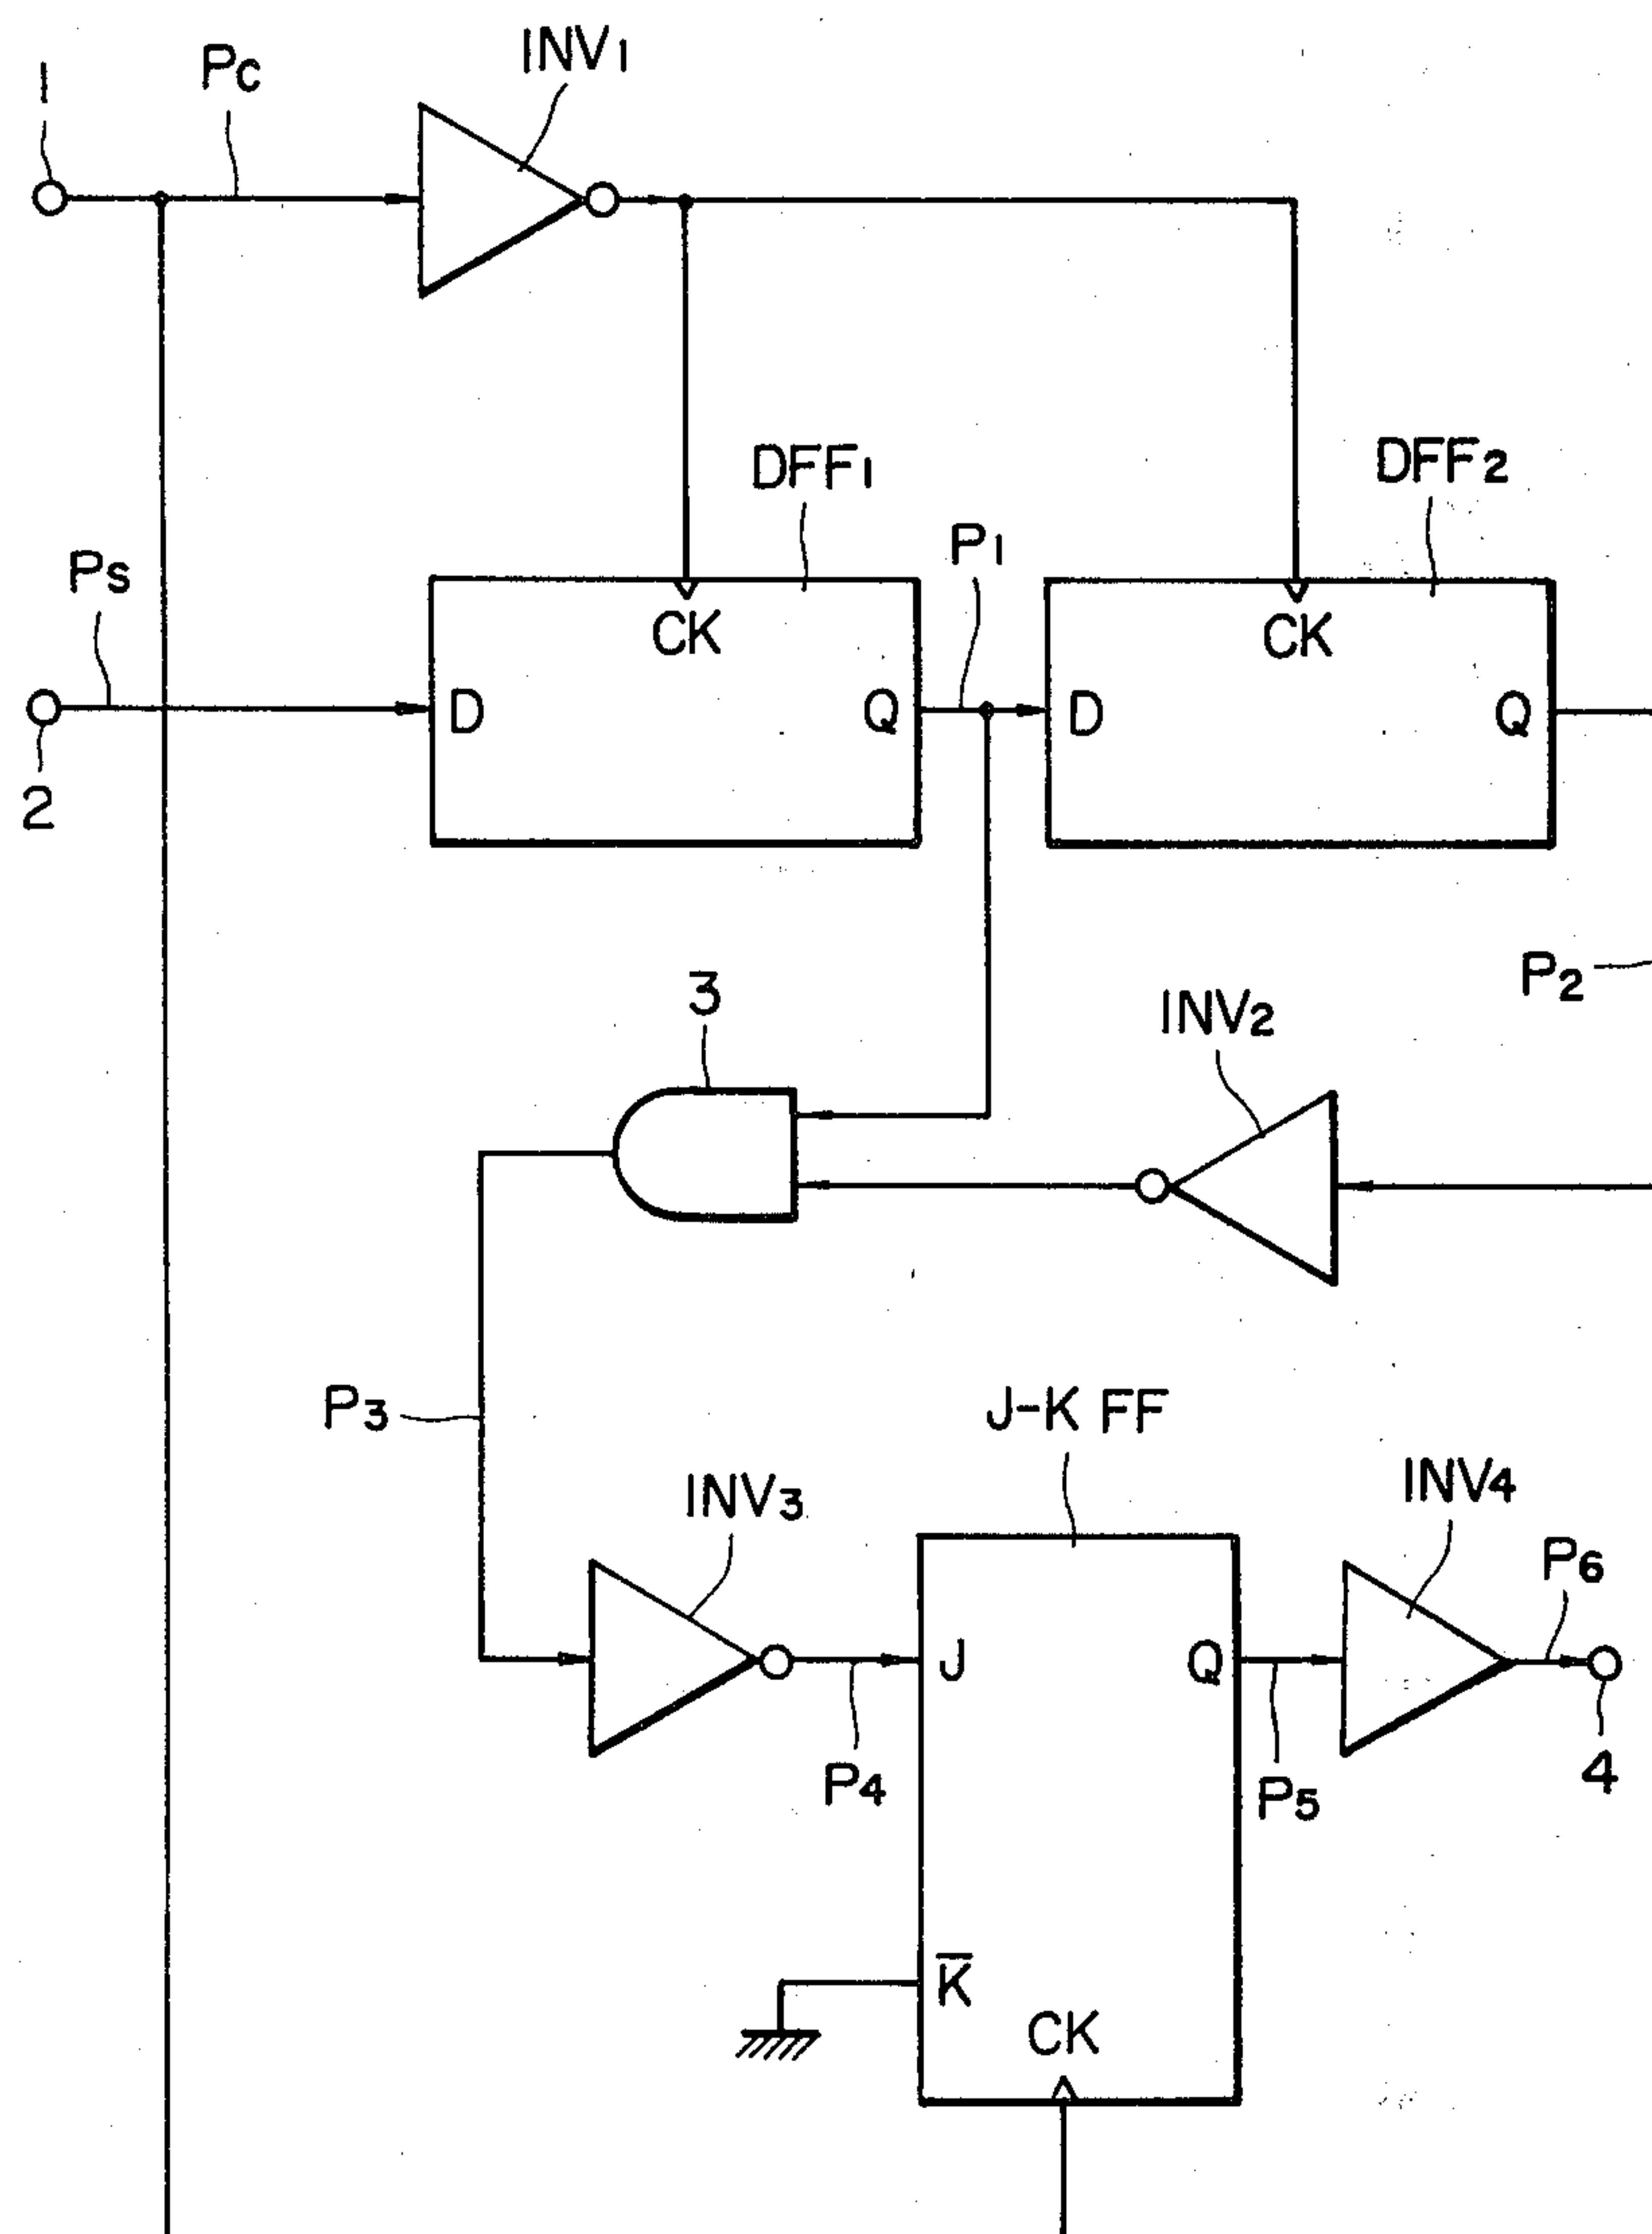 INV1
1
PC
DFF1
DFF2
P1
PS
CK
CK
D
Q
D
Q
2
P2
3
INV2
P3
J-K FF
INV3
INV4
P6
J
Q
P4
P5
4
K̅
CK